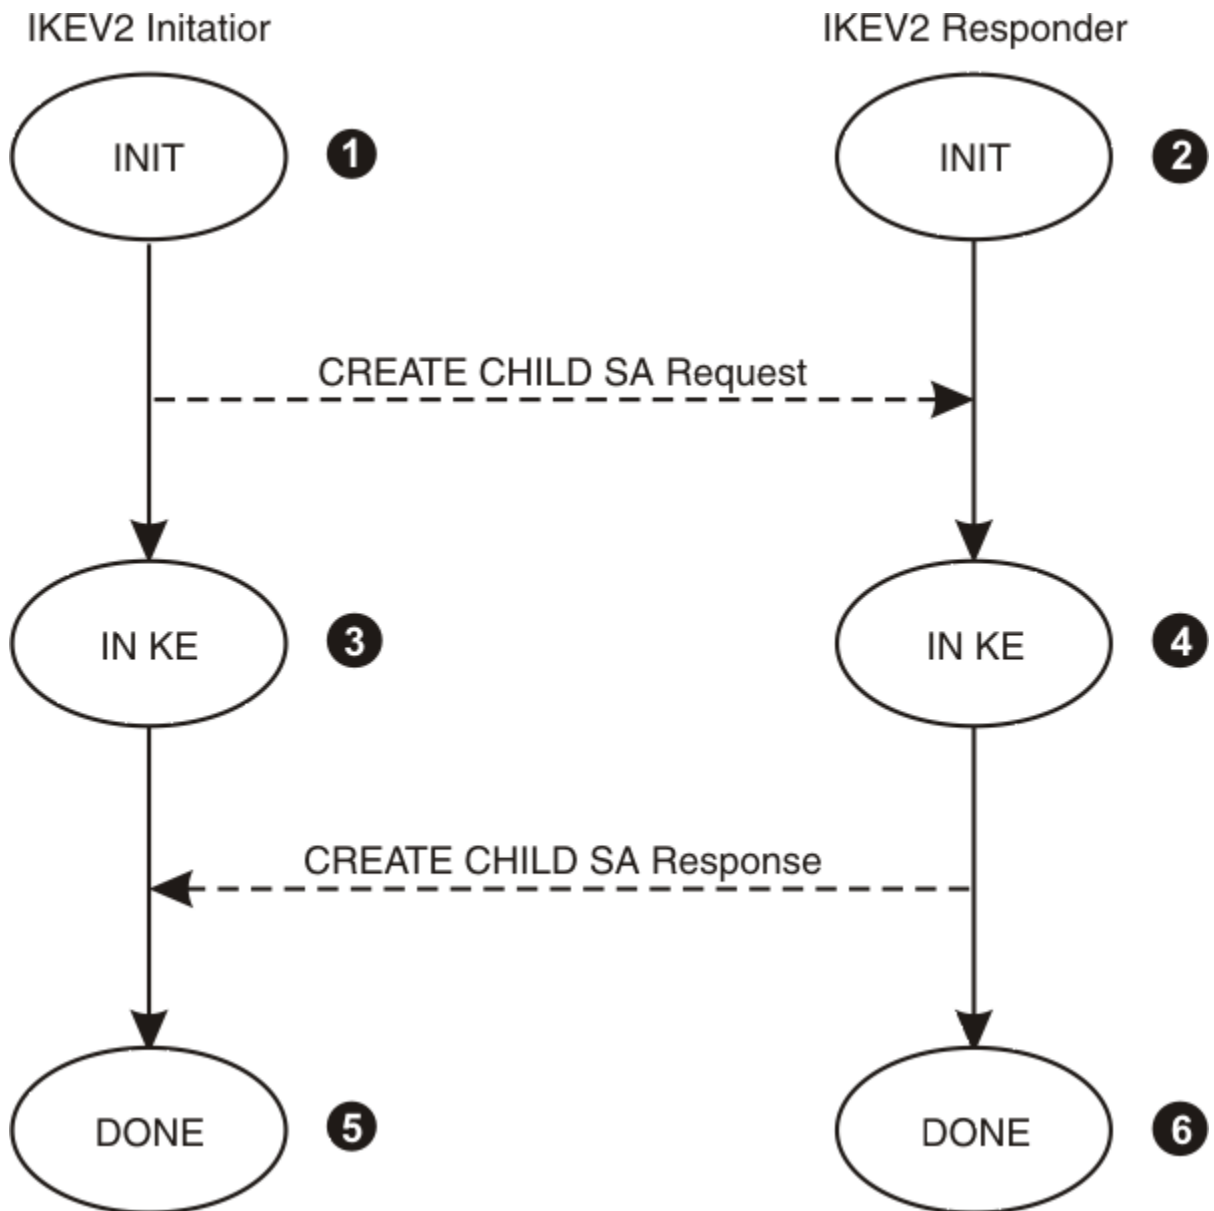 IKEV2 Initatior
IKEV2 Responder
INIT
1
INIT
2
CREATE CHILD SA Request
IN KE
3
IN KE
4
CREATE CHILD SA Response
DONE
5
DONE
6